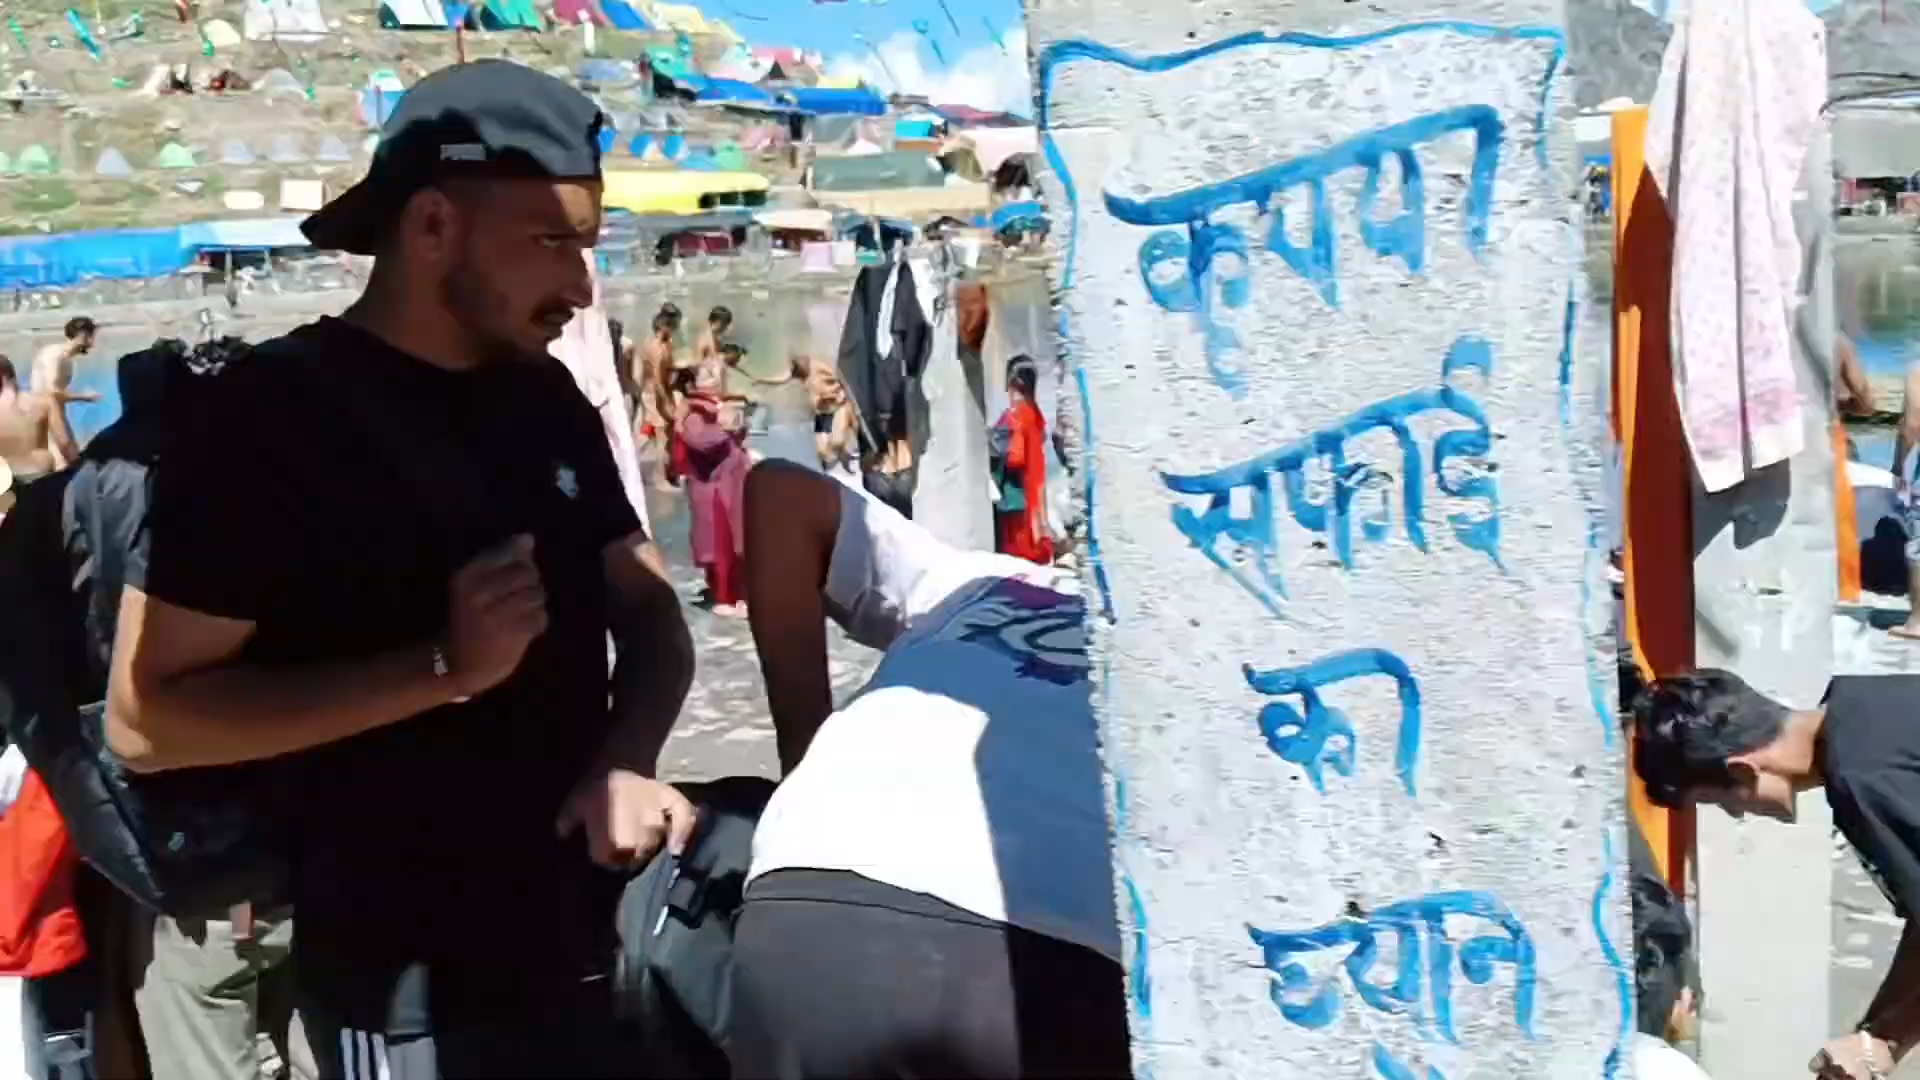 कृपया
सफाई
का
ध्यान